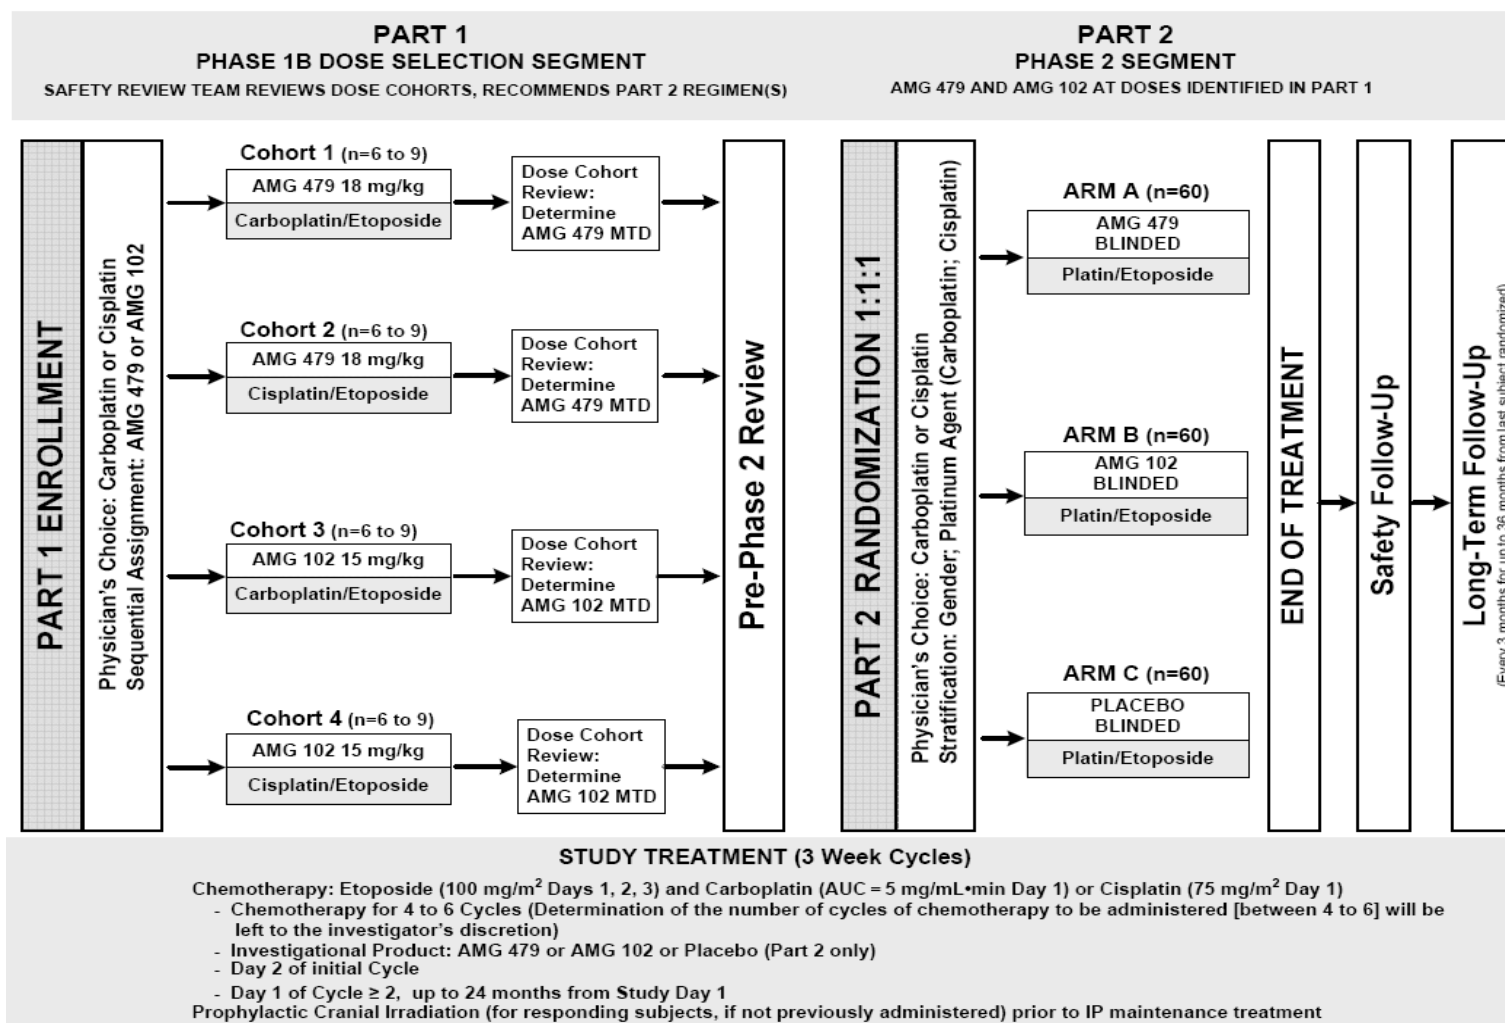 PART 1
PHASE 1B DOSE SELECTION SEGMENT
SAFETY REVIEW TEAM REVIEWS DOSE COHORTS, RECOMMENDS PART 2 REGIMEN(S)
PART 2
PHASE 2 SEGMENT
AMG 479 AND AMG 102 AT DOSES IDENTIFIED IN PART 1
PART 1 ENROLLMENT
Physician's Choice: Carboplatin or Cisplatin
Sequential Assignment: AMG 479 or AMG 102
Cohort 1 (n=6 to 9)
AMG 479 18 mg/kg
Carboplatin/Etoposide
Dose Cohort
Review:
Determine
AMG 479 MTD
Cohort 2 (n=6 to 9)
AMG 479 18 mg/kg
Cisplatin/Etoposide
Dose Cohort
Review:
Determine
AMG 479 MTD
Cohort 3 (n=6 to 9)
AMG 102 15 mg/kg
Carboplatin/Etoposide
Dose Cohort
Review:
Determine
AMG 102 MTD
Cohort 4 (n=6 to 9)
AMG 102 15 mg/kg
Cisplatin/Etoposide
Dose Cohort
Review:
Determine
AMG 102 MTD
Pre-Phase 2 Review
PART 2 RANDOMIZATION 1:1:1
Physician's Choice: Carboplatin or Cisplatin
Stratification: Gender; Platinum Agent (Carboplatin; Cisplatin)
ARM A (n=60)
AMG 479
BLINDED
Platin/Etoposide
ARM B (n=60)
AMG 102
BLINDED
Platin/Etoposide
ARM C (n=60)
PLACEBO
BLINDED
Platin/Etoposide
END OF TREATMENT
Safety Follow-Up
Long-Term Follow-Up
(Every 3 months for up to 36 months from last subject randomized)
STUDY TREATMENT (3 Week Cycles)
Chemotherapy: Etoposide (100 mg/m² Days 1, 2, 3) and Carboplatin (AUC = 5 mg/mL•min Day 1) or Cisplatin (75 mg/m² Day 1)
- Chemotherapy for 4 to 6 Cycles (Determination of the number of cycles of chemotherapy to be administered [between 4 to 6] will be
left to the investigator's discretion)
- Investigational Product: AMG 479 or AMG 102 or Placebo (Part 2 only)
- Day 2 of initial Cycle
- Day 1 of Cycle ≥ 2, up to 24 months from Study Day 1
Prophylactic Cranial Irradiation (for responding subjects, if not previously administered) prior to IP maintenance treatment